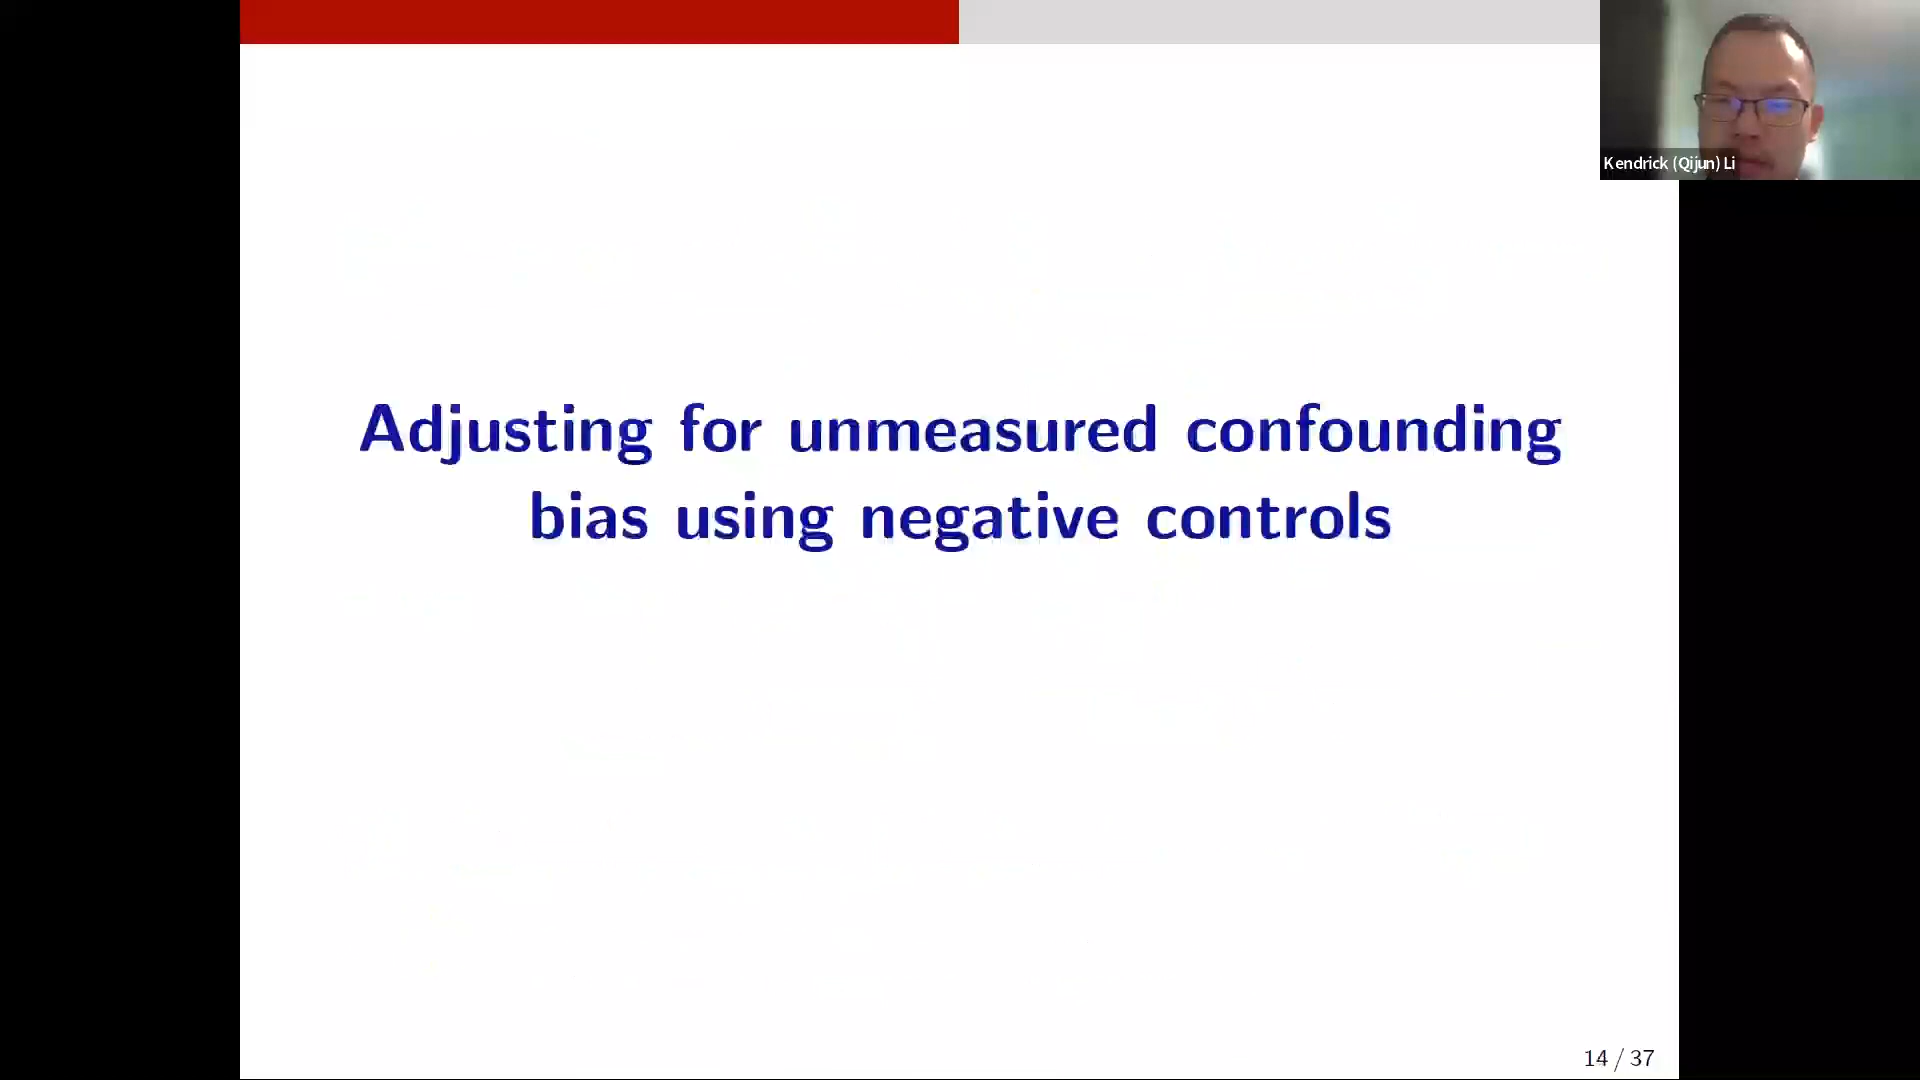 Kendrick (Qijun) Li
Adjusting for unmeasured confounding
bias using negative controls
14 / 37